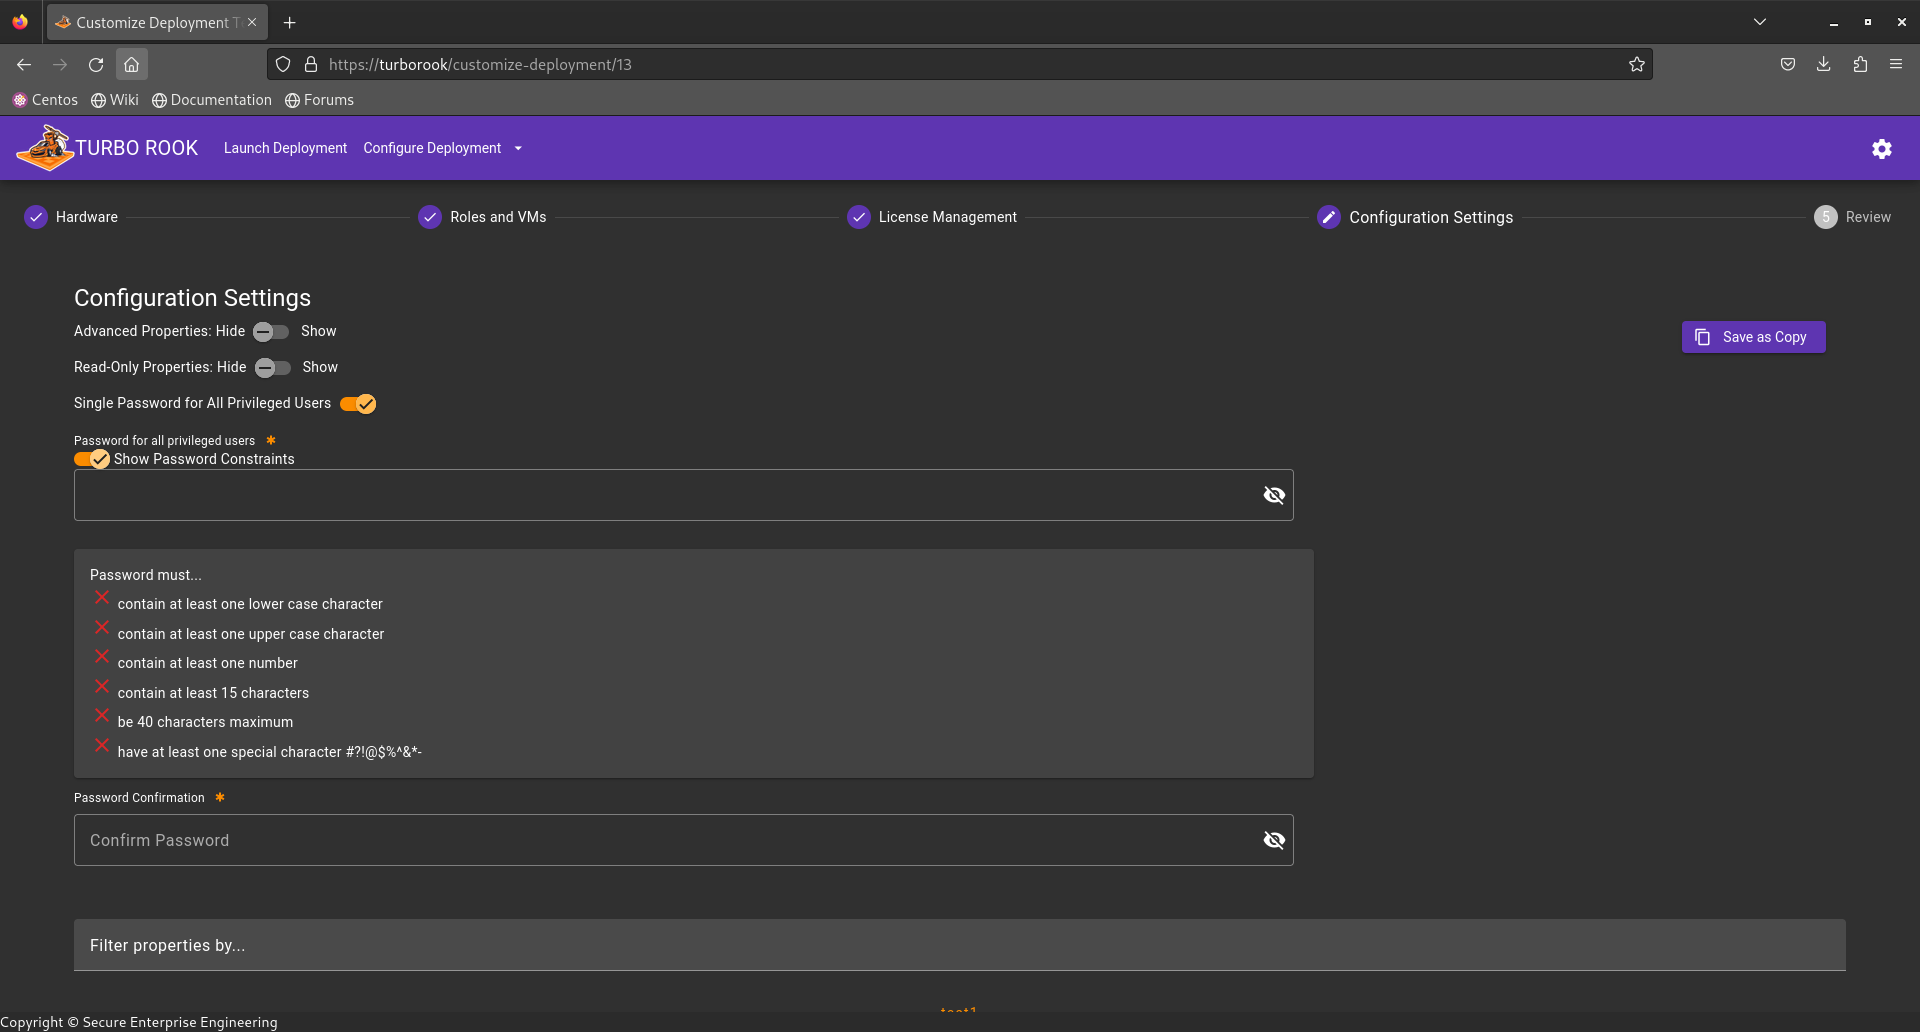 Customize Deployment T
https://turborook/customize-deployment/13
Centos Wiki Documentation Forums
TURBO ROOK Launch Deployment Configure Deployment
Hardware Roles and VMs License Management Configuration Settings 5 Review
Configuration Settings
Advanced Properties: Hide Show
Save as Copy
Read-Only Properties: Hide Show
Single Password for All Privileged Users
Password for all privileged users *
Show Password Constraints
Password must...
contain at least one lower case character
contain at least one upper case character
contain at least one number
contain at least 15 characters
be 40 characters maximum
have at least one special character #?!@$%^&*-
Password Confirmation *
Confirm Password
Filter properties by...
Copyright © Secure Enterprise Engineering